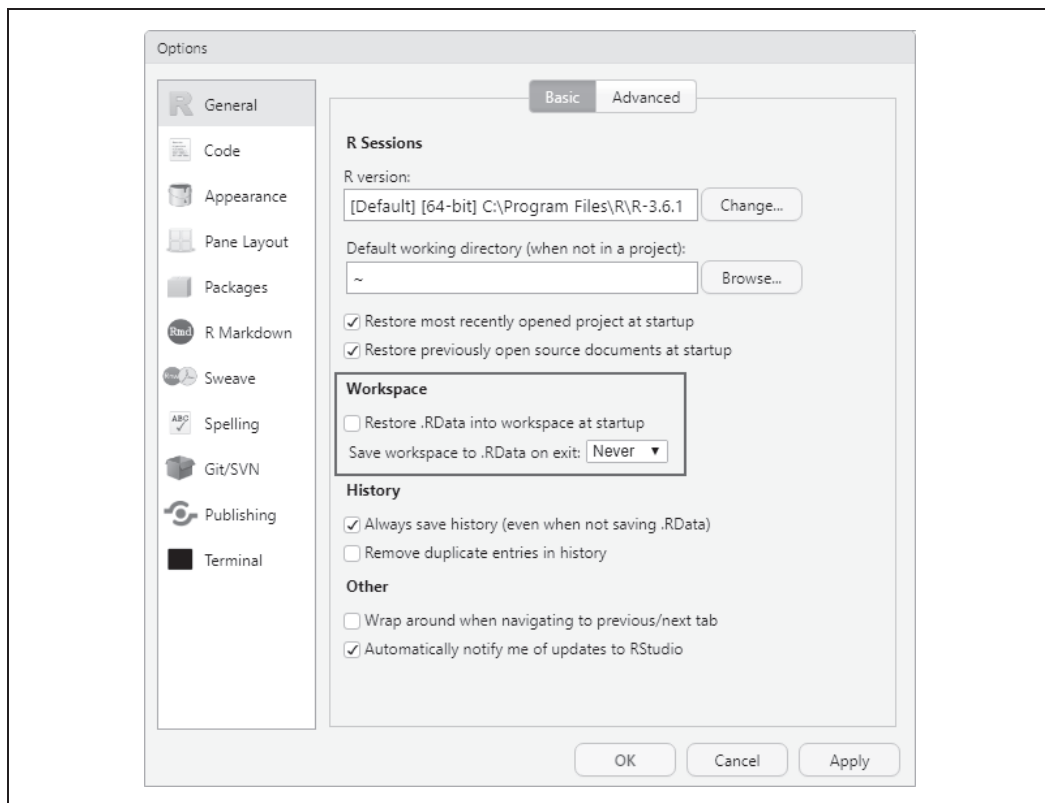 Options
General
Code
Appearance
Pane Layout
Packages
Rmd R Markdown
Sweave
ABC Spelling
Git/SVN
Publishing
Terminal
Basic Advanced
R Sessions
R version:
[Default] [64-bit] C:\Program Files\R\R-3.6.1 Change...
Default working directory (when not in a project):
~ Browse...
Restore most recently opened project at startup
Restore previously open source documents at startup
Workspace
Restore .RData into workspace at startup
Save workspace to .RData on exit: Never
History
Always save history (even when not saving .RData)
Remove duplicate entries in history
Other
Wrap around when navigating to previous/next tab
Automatically notify me of updates to RStudio
OK Cancel Apply